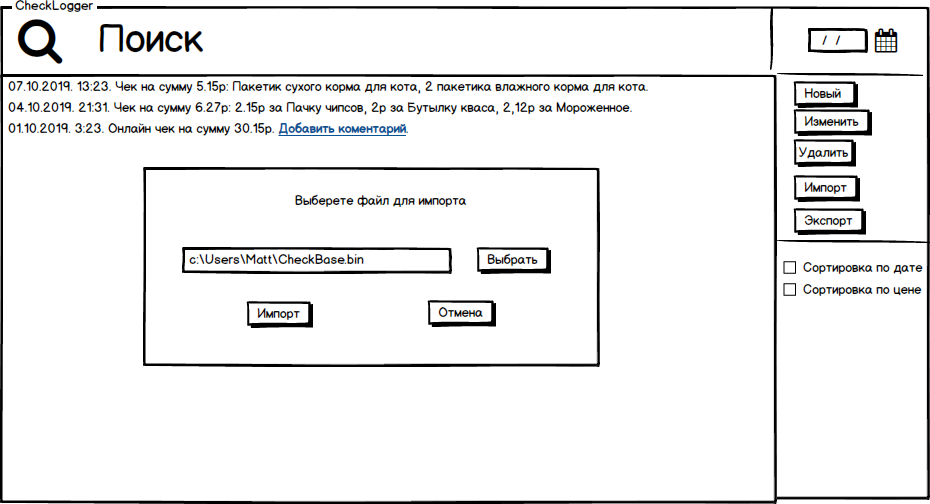 CheckLogger
Поиск
/ /
07.10.2019. 13:23. Чек на сумму 5.15р: Пакетик сухого корма для кота, 2 пакетика влажного корма для кота.
04.10.2019. 21:31. Чек на сумму 6.27р: 2.15р за Пачку чипсов, 2р за Бутылку кваса, 2,12р за Мороженное.
01.10.2019. 3:23. Онлайн чек на сумму 30.15р. Добавить коментарий.
Новый
Изменить
Удалить
Импорт
Экспорт
Сортировка по дате
Сортировка по цене
Выберете файл для импорта
c:\Users\Matt\CheckBase.bin
Выбрать
Импорт
Отмена